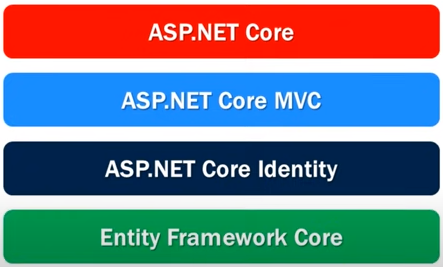 ASP.NET Core
ASP.NET Core MVC
ASP.NET Core Identity
Entity Framework Core